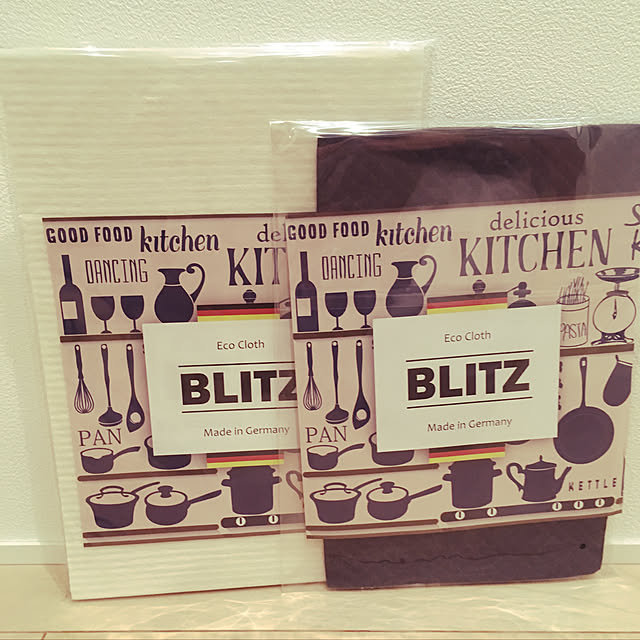 GOOD FOOD kitchen
DANCING
KIT
Eco Cloth
BLITZ
Made in Germany
PAN
GOOD FOOD kitchen
delicious
KITCHEN
DANCING
PASTA
Eco Cloth
BLITZ
Made in Germany
PAN
KETTLE